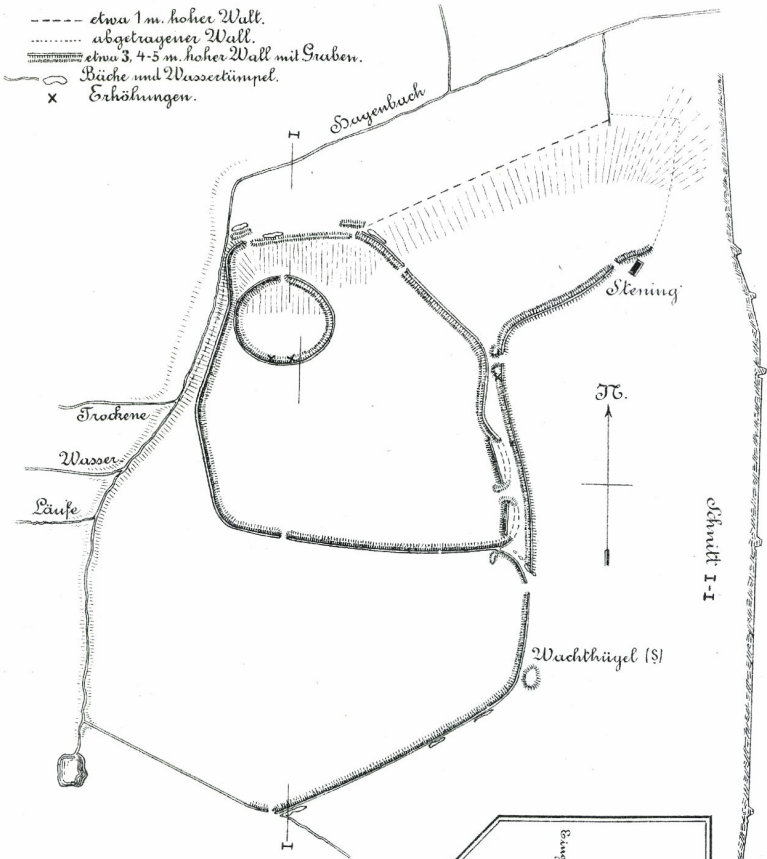 etwa 1 m. hoher Wall.
abgetragener Wall.
etwa 3, 4-5 m. hoher Wall mit Graben.
Bäche und Wassertümpel.
x Erhöhungen.
I
Hagenbach
Stening
N.
Trockene
Wasser
Läufe
Schnitt I-I
Wachthügel (?)
I